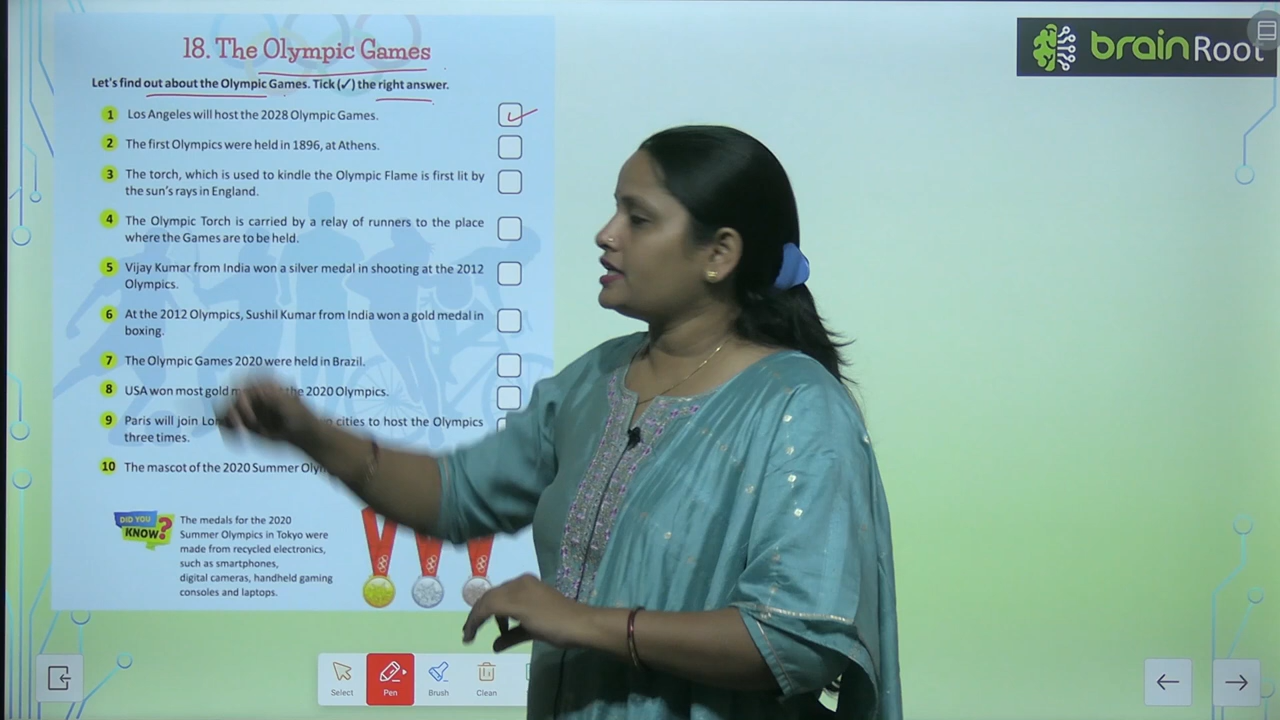 18. The Olympic Games
brainRoot
Let's find out about the Olympic Games. Tick (✓) the right answer.
1 Los Angeles will host the 2028 Olympic Games.
2 The first Olympics were held in 1896, at Athens.
3 The torch, which is used to kindle the Olympic Flame is first lit by
the sun's rays in England.
4 The Olympic Torch is carried by a relay of runners to the place
where the Games are to be held.
5 Vijay Kumar from India won a silver medal in shooting at the 2012
Olympics.
6 At the 2012 Olympics, Sushil Kumar from India won a gold medal in
boxing.
7 The Olympic Games 2020 were held in Brazil.
8 USA won most gold the 2020 Olympics.
9 Paris will join cities to host the Olympics
three times.
10 The mascot of the 2020 Summer
DID YOU
KNOW?
The medals for the 2020
Summer Olympics in Tokyo were
made from recycled electronics,
such as smartphones,
digital cameras, handheld gaming
consoles and laptops.
Select Pen Brush Clean